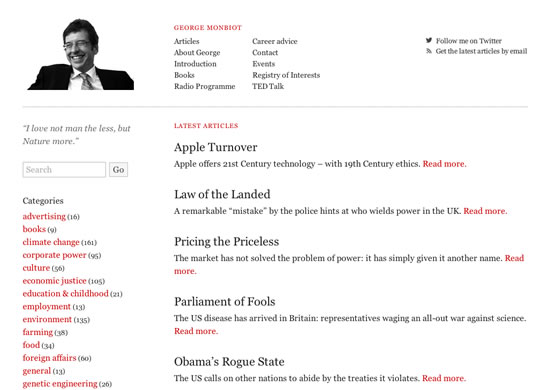 GEORGE MONBIOT
Articles
About George
Introduction
Books
Radio Programme
Career advice
Contact
Events
Registry of Interests
TED Talk
Follow me on Twitter
Get the latest articles by email
"I love not man the less, but
Nature more."
Search
Go
Categories
advertising (16)
books (9)
climate change (161)
corporate power (95)
culture (56)
economic justice (105)
education & childhood (21)
employment (13)
environment (135)
farming (38)
food (34)
foreign affairs (60)
general (13)
genetic engineering (26)
LATEST ARTICLES
Apple Turnover
Apple offers 21st Century technology – with 19th Century ethics. Read more.
Law of the Landed
A remarkable "mistake" by the police hints at who wields power in the UK. Read more.
Pricing the Priceless
The market has not solved the problem of power: it has simply given it another name. Read
more.
Parliament of Fools
The US disease has arrived in Britain: representatives waging an all-out war against science.
Read more.
Obama's Rogue State
The US calls on other nations to abide by the treaties it violates. Read more.